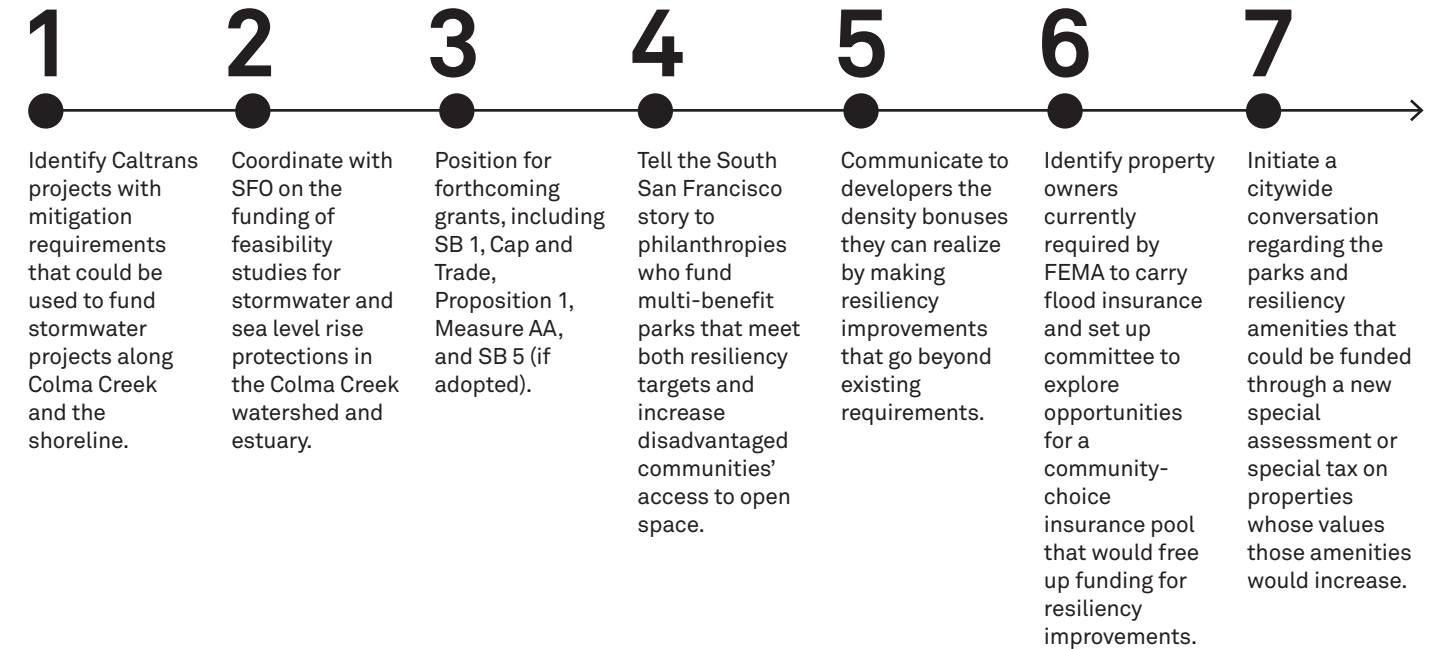 1
Identify Caltrans
projects with
mitigation
requirements
that could be
used to fund
stormwater
projects along
Colma Creek
and the
shoreline.
2
Coordinate with
SFO on the
funding of
feasibility
studies for
stormwater and
sea level rise
protections in
the Colma Creek
watershed and
estuary.
3
Position for
forthcoming
grants, including
SB 1, Cap and
Trade,
Proposition 1,
Measure AA,
and SB 5 (if
adopted).
4
Tell the South
San Francisco
story to
philanthropies
who fund
multi-benefit
parks that meet
both resiliency
targets and
increase
disadvantaged
communities’
access to open
space.
5
Communicate to
developers the
density bonuses
they can realize
by making
resiliency
improvements
that go beyond
existing
requirements.
6
Identify property
owners
currently
required by
FEMA to carry
flood insurance
and set up
committee to
explore
opportunities
for a
community-
choice
insurance pool
that would free
up funding for
resiliency
improvements.
7
Initiate a
citywide
conversation
regarding the
parks and
resiliency
amenities that
could be funded
through a new
special
assessment or
special tax on
properties
whose values
those amenities
would increase.